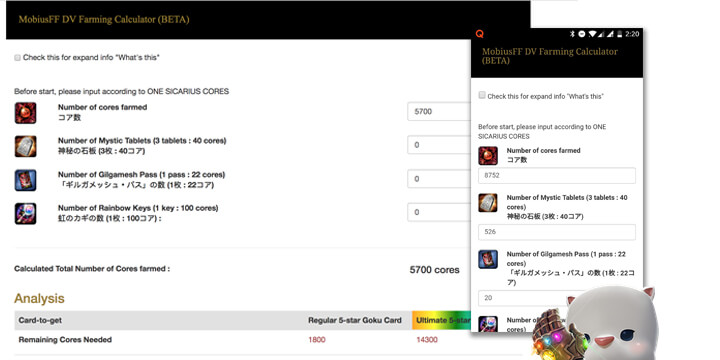 MobiusFF DV Farming Calculator (BETA)
Check this for expand info "What's this"
Before start, please input according to ONE SICARIUS CORES
Number of cores farmed
コア数
5700
Number of Mystic Tablets (3 tablets : 40 cores)
神秘の石板 (3枚 : 40コア)
0
Number of Gilgamesh Pass (1 pass : 22 cores)
「ギルガメッシュ・パス」の数 (1枚 : 22コア)
0
Number of Rainbow Keys (1 key : 100 cores)
虹のカギの数 (1枚 : 100コア) :
0
Calculated Total Number of Cores farmed :
5700 cores
Analysis
Card-to-get
Regular 5-star Goku Card
Ultimate 5-star
Remaining Cores Needed
1800
14300
2:20
MobiusFF DV Farming Calculator
(BETA)
Check this for expand info "What's this"
Before start, please input according to ONE
SICARIUS CORES
Number of cores farmed
コア数
8752
Number of Mystic Tablets (3 tablets : 40
cores)
神秘の石板 (3枚 : 40コア)
526
Number of Gilgamesh Pass (1 pass : 22
cores)
「ギルガメッシュ・パス」の数 (1枚 : 22コ
ア)
20
Number of Rainbow
cores)